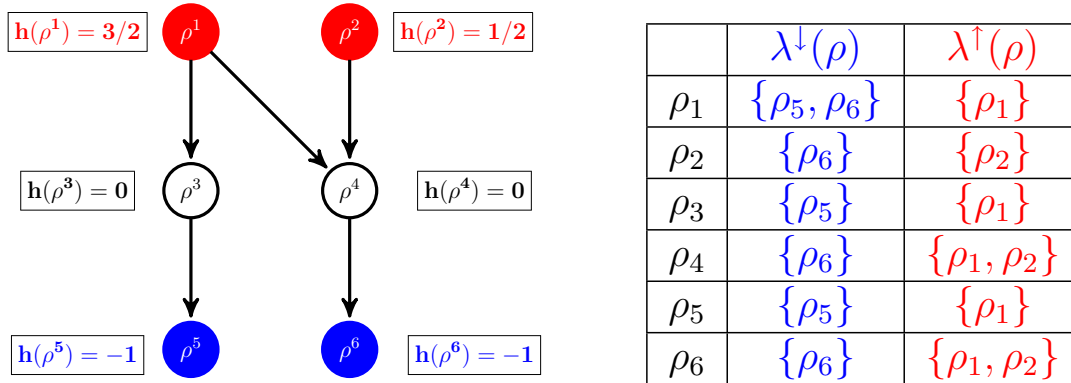 h(ρ¹) = 3/2 ρ¹ ρ² h(ρ²) = 1/2
h(ρ³) = 0 ρ³ ρ⁴ h(ρ⁴) = 0
h(ρ⁵) = −1 ρ⁵ ρ⁶ h(ρ⁶) = −1
λ↓(ρ) λ↑(ρ)
ρ₁ {ρ₅, ρ₆} {ρ₁}
ρ₂ {ρ₆} {ρ₂}
ρ₃ {ρ₅} {ρ₁}
ρ₄ {ρ₆} {ρ₁, ρ₂}
ρ₅ {ρ₅} {ρ₁}
ρ₆ {ρ₆} {ρ₁, ρ₂}